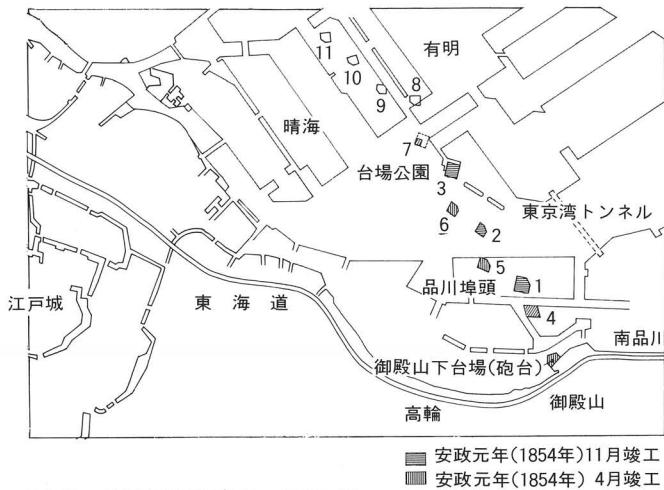 有明
11
10
9
8
晴海
7
台場公園
3
6
2
東京湾トンネル
5
1
品川埠頭
4
江戸城
東海道
南品川
御殿山下台場(砲台)
高輪
御殿山
安政元年(1854年)11月竣工
安政元年(1854年) 4月竣工